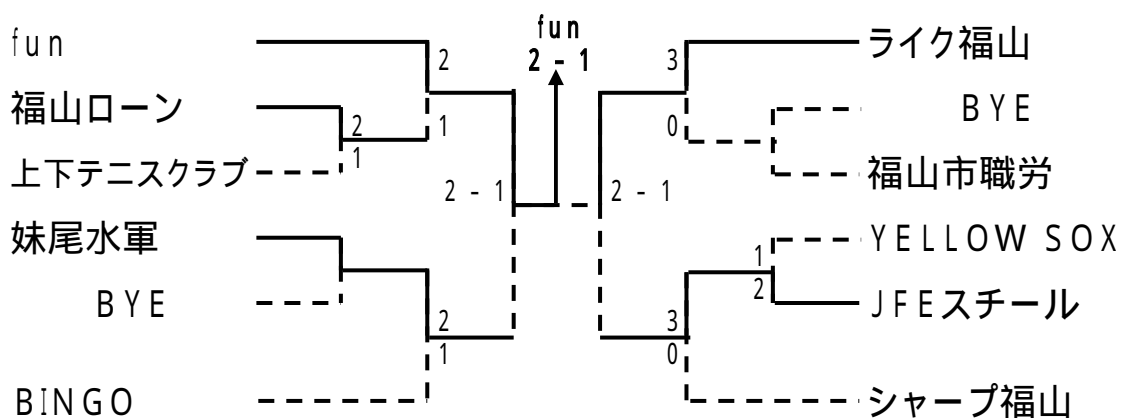 fun
福山ローン
上下テニスクラブ
妹尾水軍
BYE
BINGO
2
1
2
1
2
1
2 - 1
fun
2 - 1
2 - 1
3
0
1
2
3
0
ライク福山
BYE
福山市職労
YELLOW SOX
JFEスチール
シャープ福山